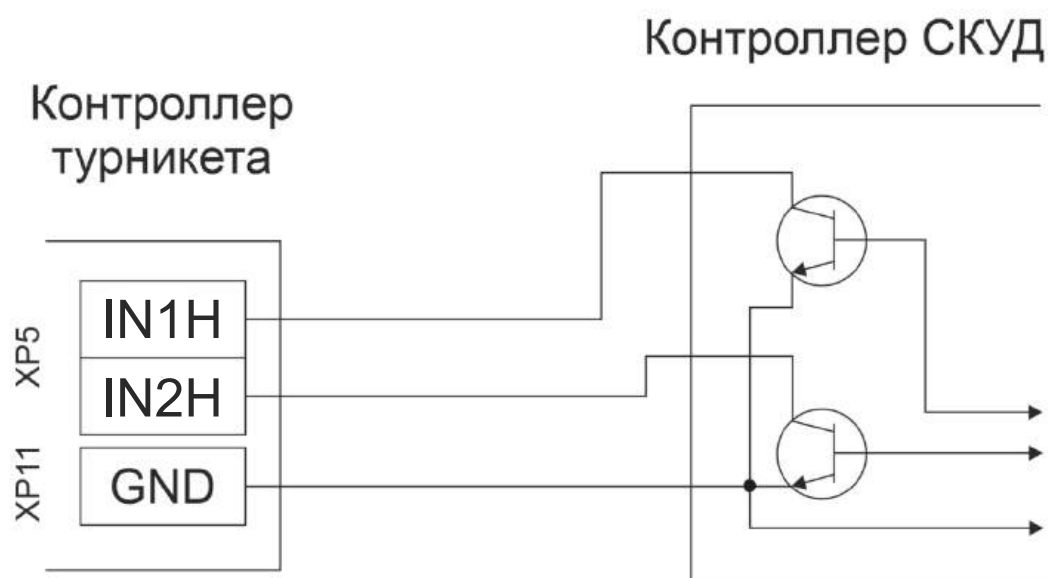 Контроллер СКУД
Контроллер
турникета
XP5
IN1H
IN2H
XP11
GND